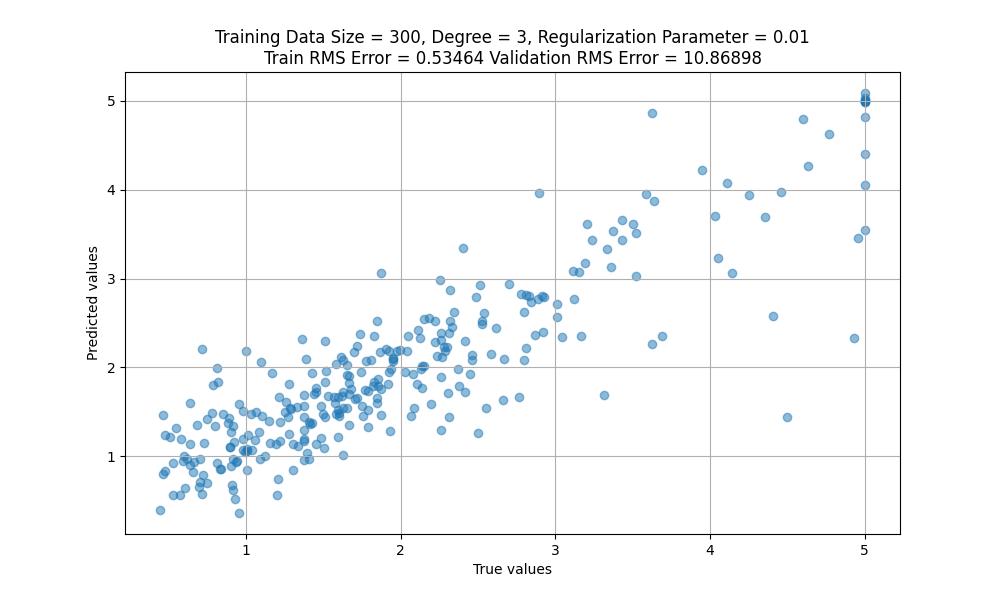 Training Data Size = 300, Degree = 3, Regularization Parameter = 0.01
Train RMS Error = 0.53464 Validation RMS Error = 10.86898
5
4
3
2
1
Predicted values
1 2 3 4 5
True values